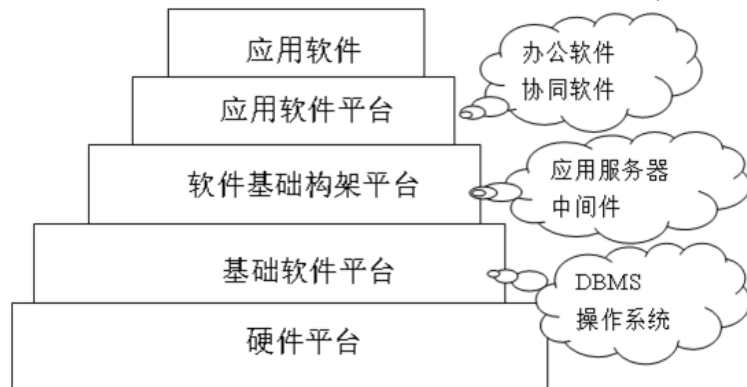 应用软件
办公软件
协同软件
应用软件平台
应用服务器
中间件
软件基础构架平台
DBMS
操作系统
基础软件平台
硬件平台